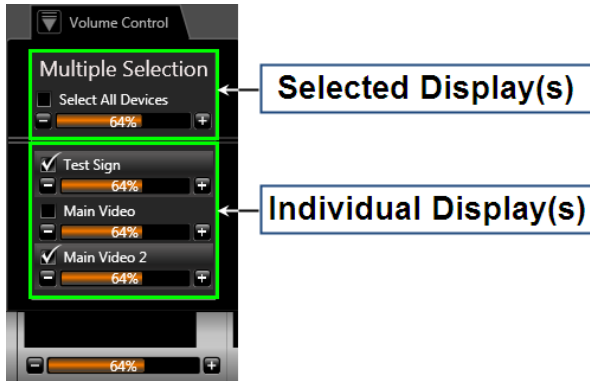 Volume Control
Multiple Selection
Selected Display(s)
Select All Devices
64%
Test Sign
64%
Individual Display(s)
Main Video
64%
Main Video 2
64%
64%